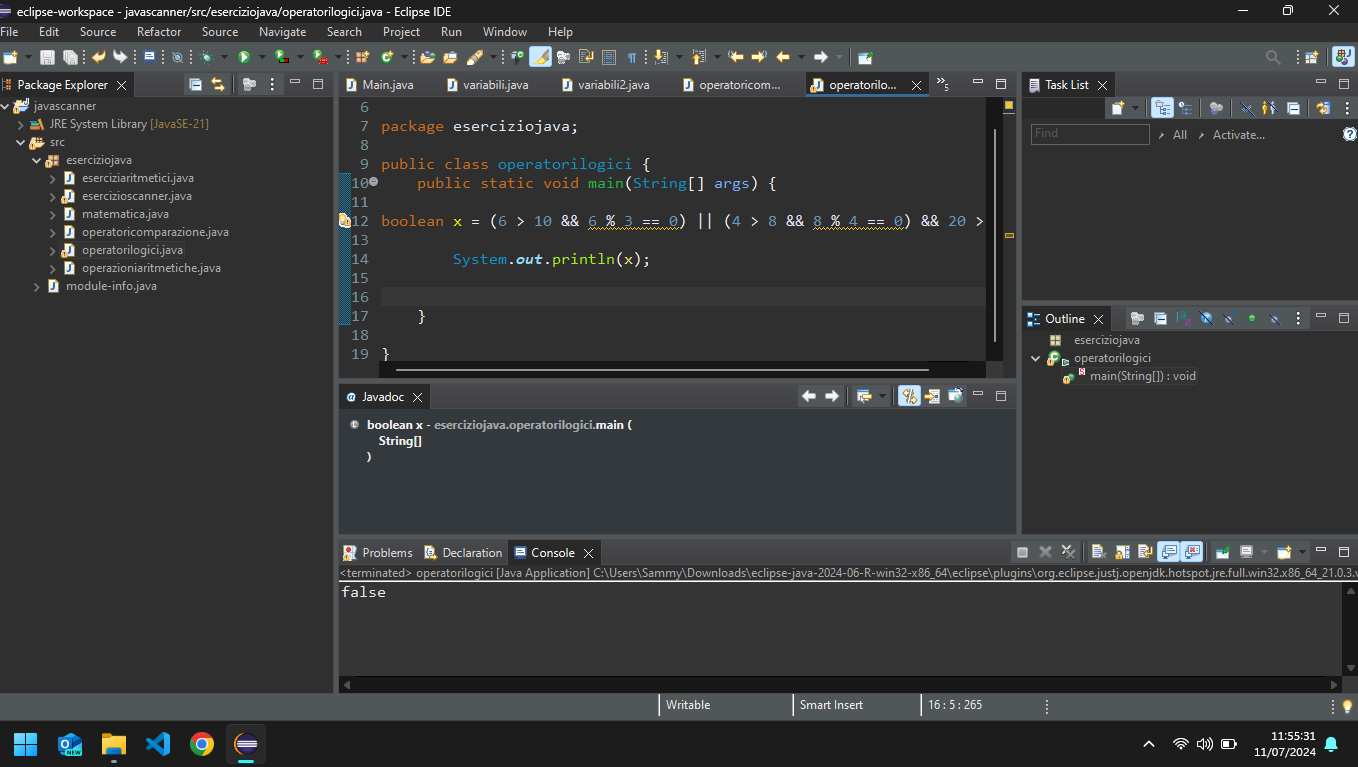 eclipse-workspace - javascanner/src/eserciziojava/operatorilogici.java - Eclipse IDE
File Edit Source Refactor Source Navigate Search Project Run Window Help
Package Explorer
javascanner
JRE System Library [JavaSE-21]
src
eserciziojava
eserciziaritmetici.java
esercizioscanner.java
matematica.java
operatoricomparazione.java
operatorilogici.java
operazioniaritmetiche.java
module-info.java
Main.java variabili.java variabili2.java operatoricom... operatorilo... »5
6
7 package eserciziojava;
8
9 public class operatorilogici {
10 public static void main(String[] args) {
11
12 boolean x = (6 > 10 && 6 % 3 == 0) || (4 > 8 && 8 % 4 == 0) && 20 >
13
14 System.out.println(x);
15
16
17 }
18
19 }
Task List
Find All Activate...
Outline
eserciziojava
operatorilogici
main(String[]) : void
@ Javadoc
boolean x - eserciziojava.operatorilogici.main (
String[]
)
Problems Declaration Console
<terminated> operatorilogici [Java Application] C:\Users\Sammy\Downloads\eclipse-java-2024-06-R-win32-x86_64\eclipse\plugins\org.eclipse.justj.openjdk.hotspot.jre.full.win32.x86_64_21.0.3.v
false
Writable Smart Insert 16 : 5 : 265
NEW
11:55:31
11/07/2024